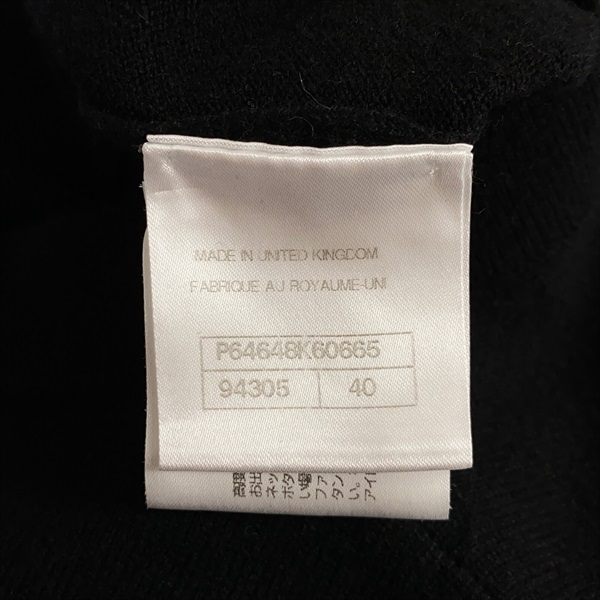 MADE IN UNITED KINGDOM
FABRIQUE AU ROYAUME-UNI
P64648K60665
94305 40